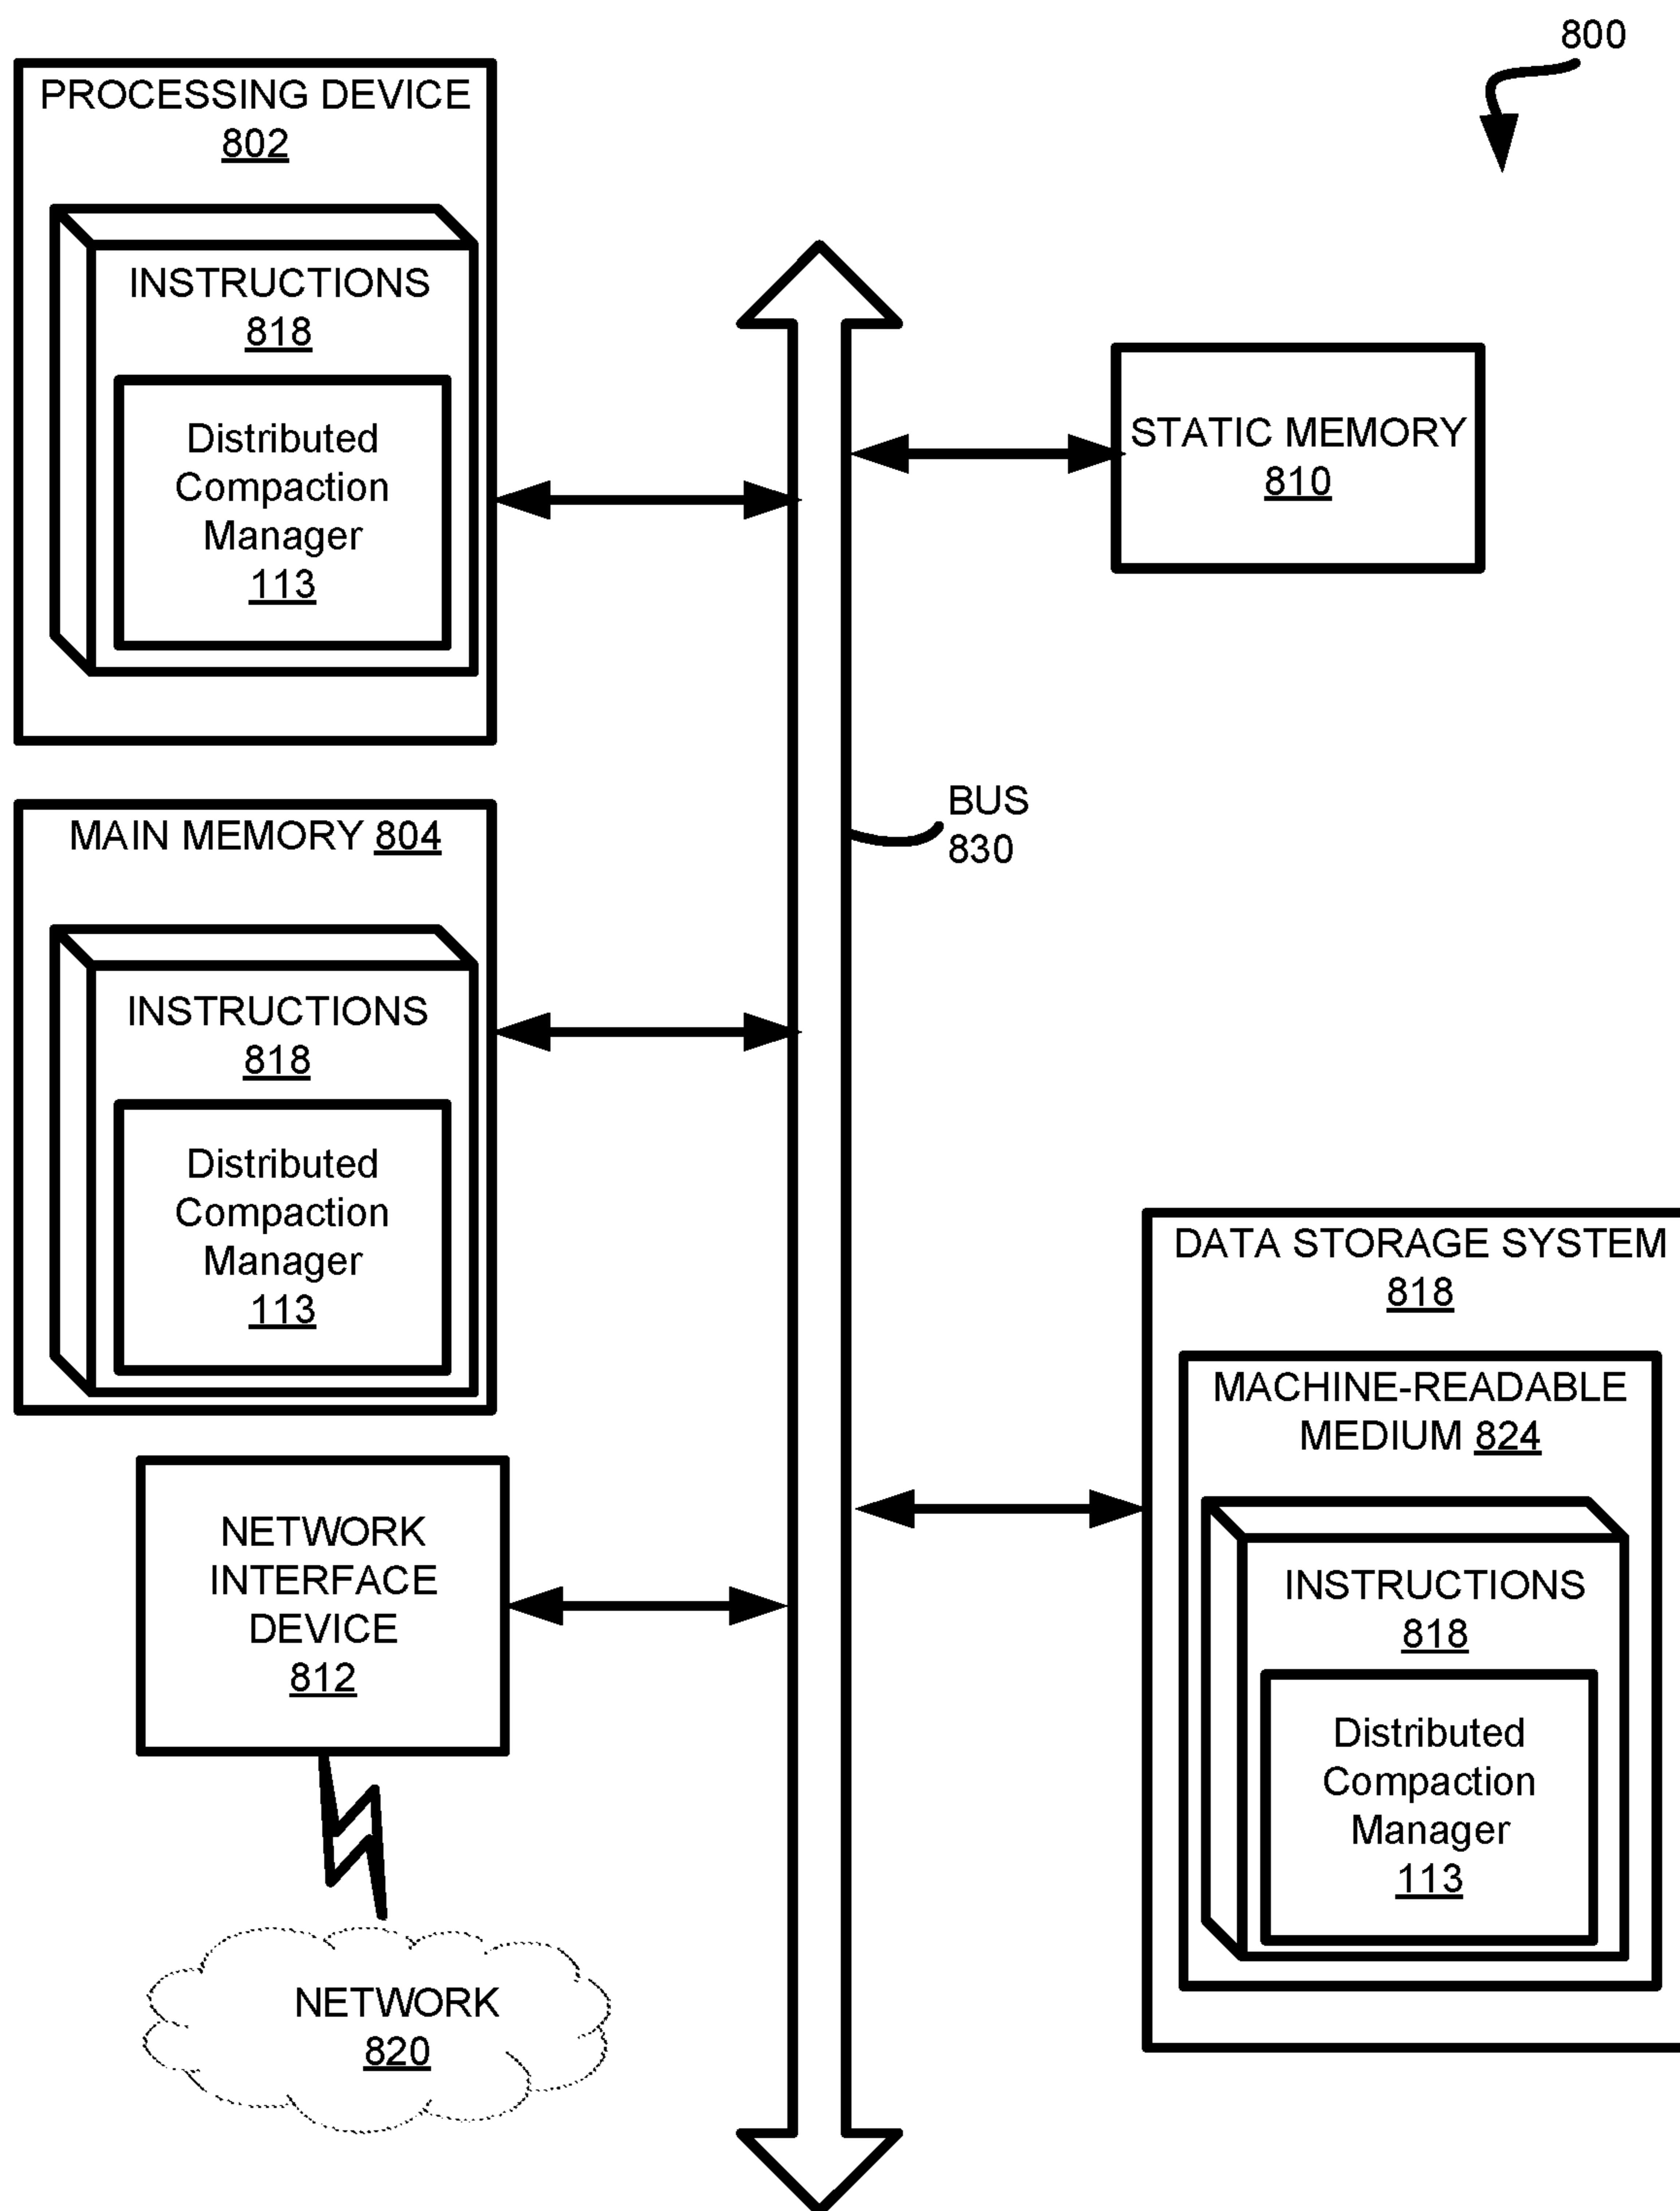 800
PROCESSING DEVICE
802
INSTRUCTIONS
818
Distributed
Compaction
Manager
113
STATIC MEMORY
810
BUS
830
MAIN MEMORY 804
INSTRUCTIONS
818
Distributed
Compaction
Manager
113
DATA STORAGE SYSTEM
818
MACHINE-READABLE
MEDIUM 824
INSTRUCTIONS
818
Distributed
Compaction
Manager
113
NETWORK
INTERFACE
DEVICE
812
NETWORK
820